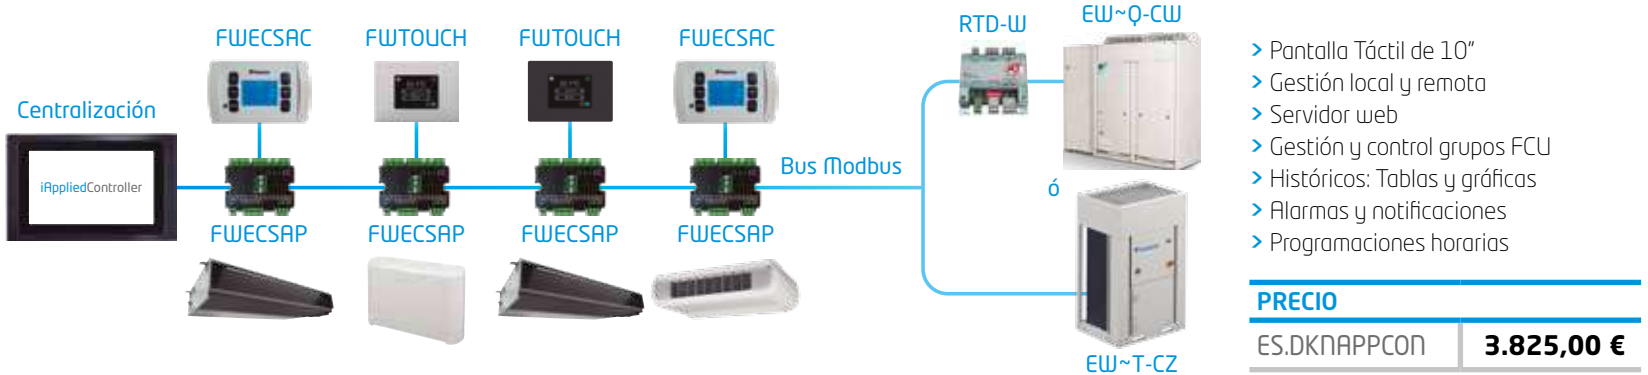 Centralización
iAppliedController
FWECSAC
FWTOUCH
FWTOUCH
FWECSAC
FWECSAP
FWECSAP
FWECSAP
FWECSAP
Bus Modbus
RTD-W
EW~Q-CW
ó
EW~T-CZ
> Pantalla Táctil de 10"
> Gestión local y remota
> Servidor web
> Gestión y control grupos FCU
> Históricos: Tablas y gráficas
> Alarmas y notificaciones
> Programaciones horarias
PRECIO
ES.DKNAPPCON 3.825,00 €